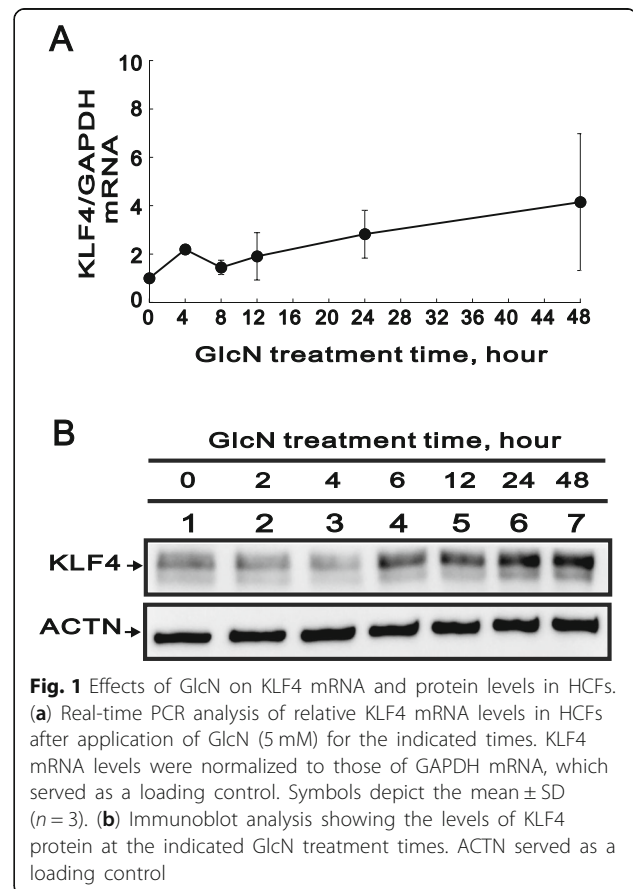 A
KLF4/GAPDH
mRNA
10
8
6
4
2
0
0 4 8 12 16 20 24 28 32 36 40 44 48
GlcN treatment time, hour
B
GlcN treatment time, hour
0 2 4 6 12 24 48
1 2 3 4 5 6 7
KLF4
ACTN
Fig. 1 Effects of GlcN on KLF4 mRNA and protein levels in HCFs.
(a) Real-time PCR analysis of relative KLF4 mRNA levels in HCFs
after application of GlcN (5 mM) for the indicated times. KLF4
mRNA levels were normalized to those of GAPDH mRNA, which
served as a loading control. Symbols depict the mean ± SD
(n = 3). (b) Immunoblot analysis showing the levels of KLF4
protein at the indicated GlcN treatment times. ACTN served as a
loading control